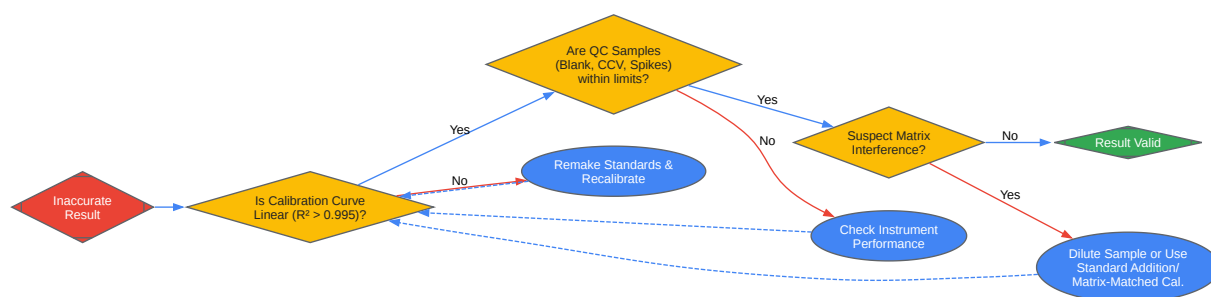 Inaccurate
Result
Is Calibration Curve
Linear (R² > 0.995)?
Yes
No
Are QC Samples
(Blank, CCV, Spikes)
within limits?
Remake Standards &
Recalibrate
Yes
No
Suspect Matrix
Interference?
Check Instrument
Performance
No
Yes
Result Valid
Dilute Sample or Use
Standard Addition/
Matrix-Matched Cal.